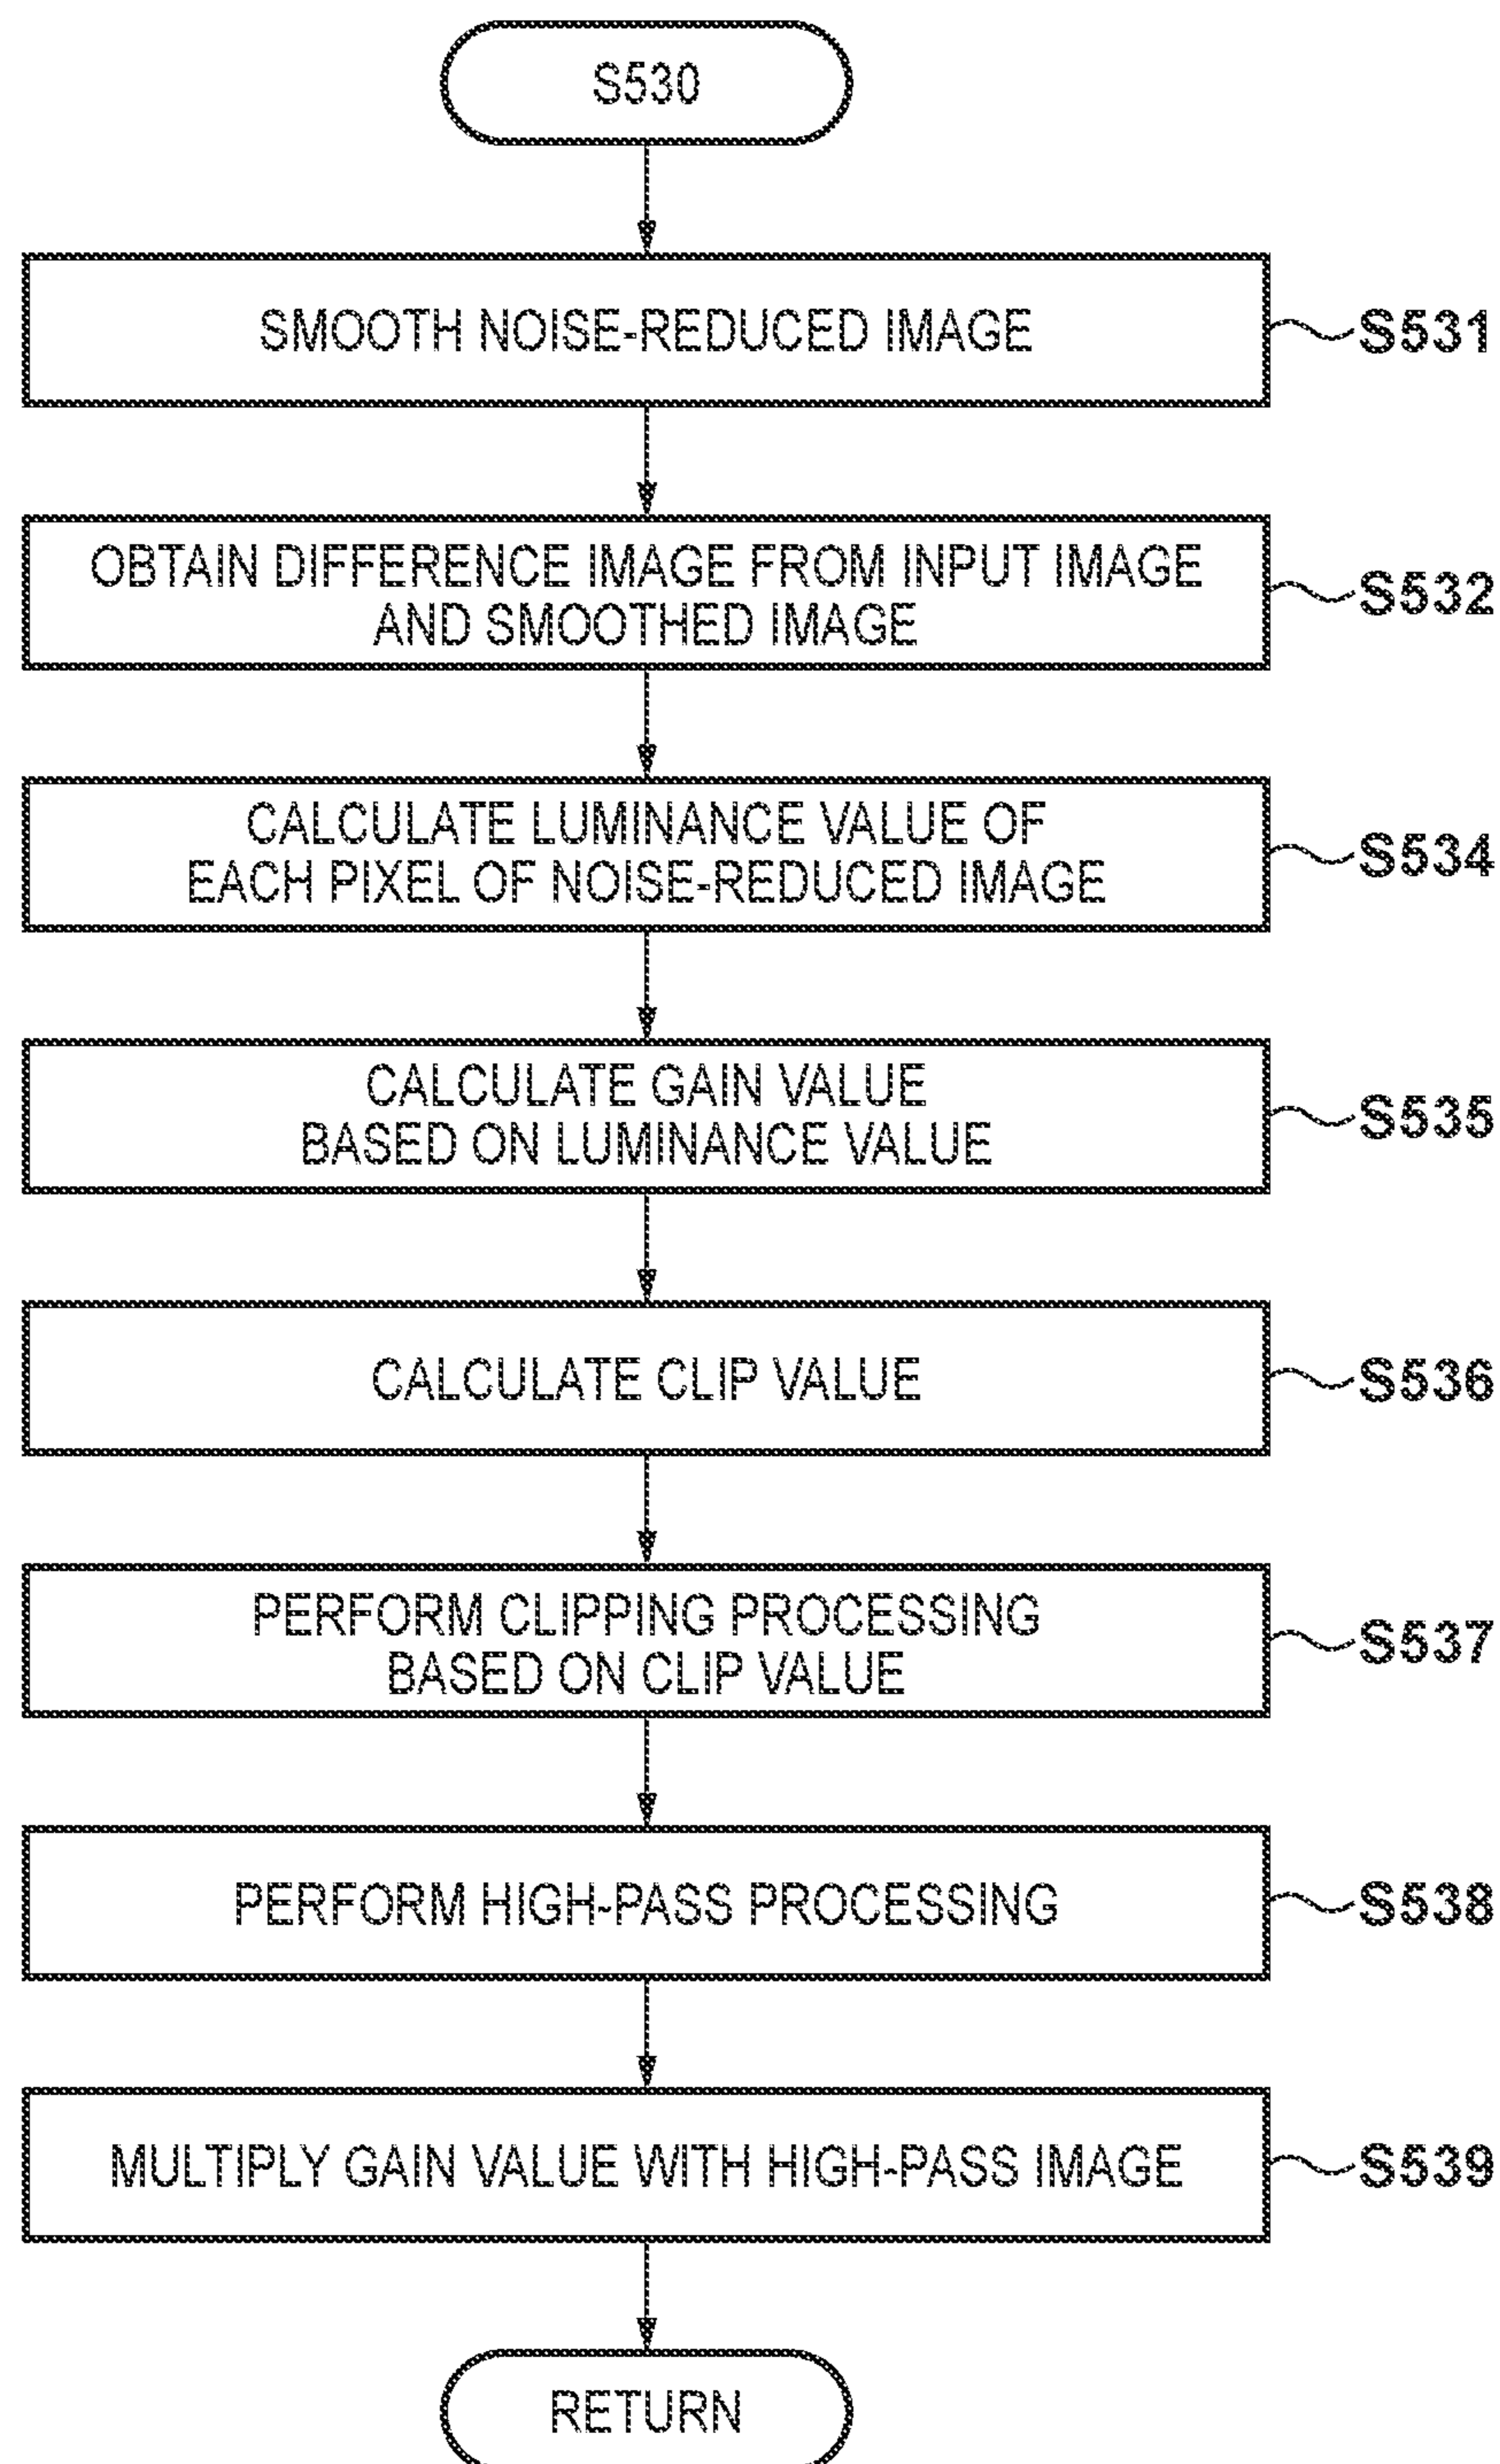 S530
SMOOTH NOISE-REDUCED IMAGE
S531
OBTAIN DIFFERENCE IMAGE FROM INPUT IMAGE
AND SMOOTHED IMAGE
S532
CALCULATE LUMINANCE VALUE OF
EACH PIXEL OF NOISE-REDUCED IMAGE
S534
CALCULATE GAIN VALUE
BASED ON LUMINANCE VALUE
S535
CALCULATE CLIP VALUE
S536
PERFORM CLIPPING PROCESSING
BASED ON CLIP VALUE
S537
PERFORM HIGH-PASS PROCESSING
S538
MULTIPLY GAIN VALUE WITH HIGH-PASS IMAGE
S539
RETURN